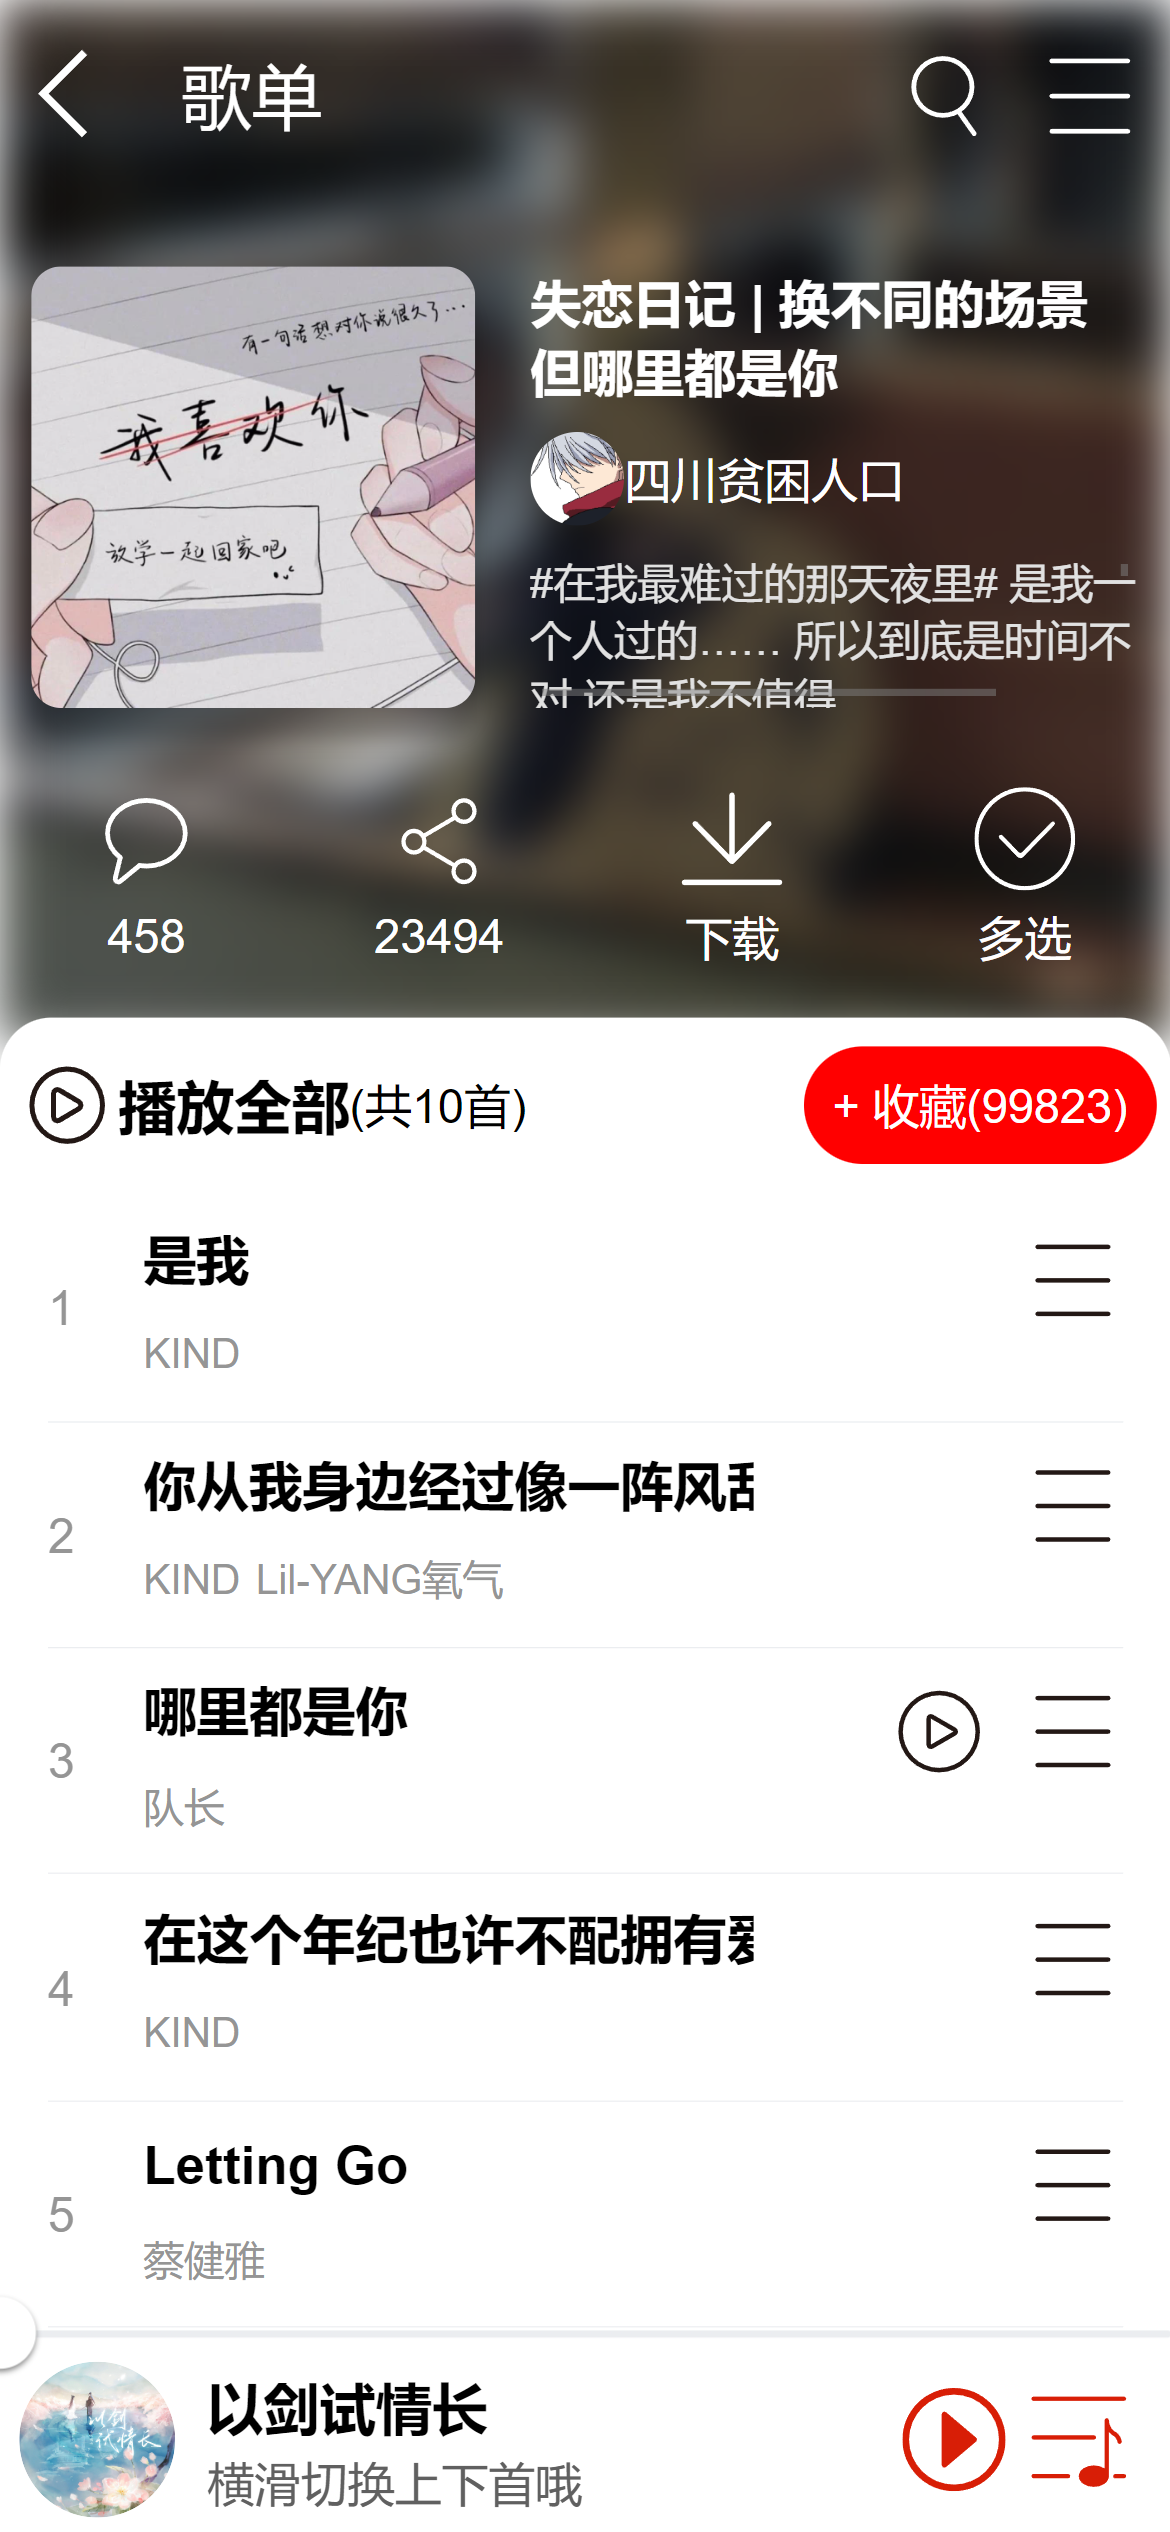 歌单
有一句话想对你说很久了...
我喜欢你
放学一起回家吧
失恋日记 | 换不同的场景
但哪里都是你
四川贫困人口
#在我最难过的那天夜里# 是我一
个人过的…… 所以到底是时间不
对 还是我不值得
458
23494
下载
多选
播放全部(共10首)
+ 收藏(99823)
1
是我
KIND
2
你从我身边经过像一阵风刮
KIND Lil-YANG氧气
3
哪里都是你
队长
4
在这个年纪也许不配拥有爱
KIND
5
Letting Go
蔡健雅
以剑
试情长
以剑试情长
横滑切换上下首哦